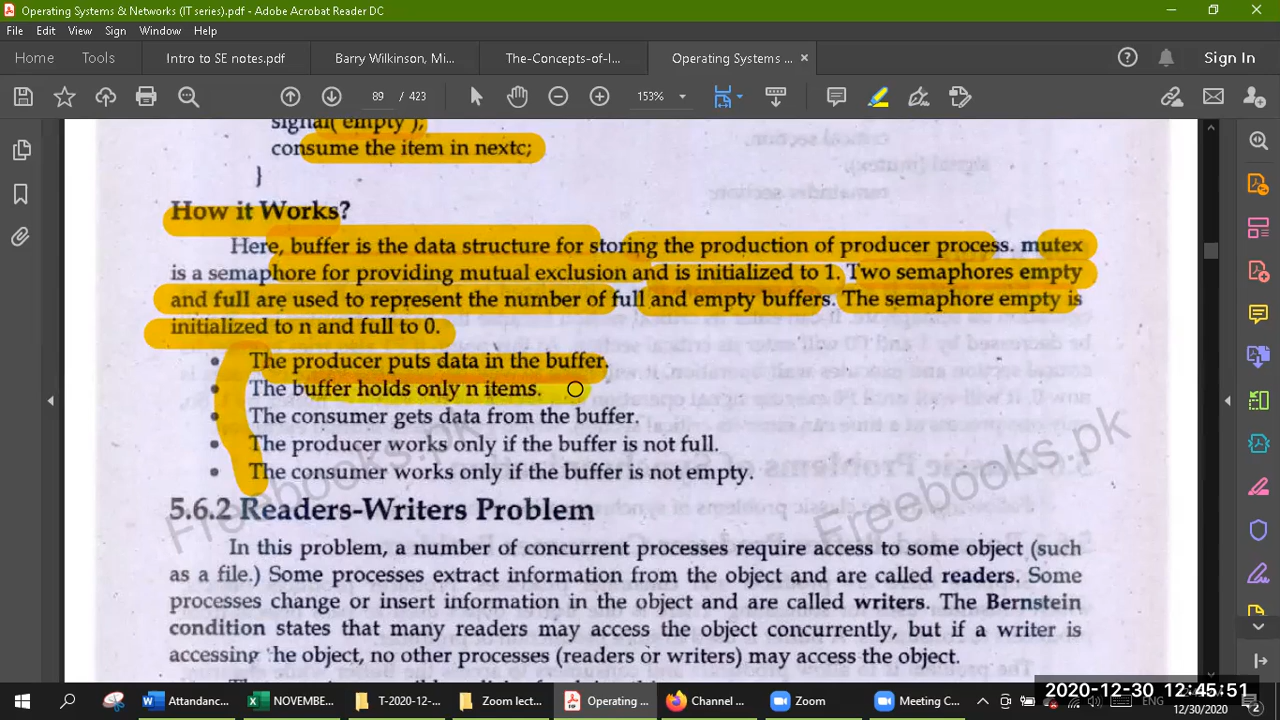 Operating Systems & Networks (IT series).pdf - Adobe Acrobat Reader DC
File Edit View Sign Window Help
Home Tools Intro to SE notes.pdf Barry Wilkinson, Mi... The-Concepts-of-I... Operating Systems ... × Sign In
89 / 423 153%
signal( empty );
consume the item in nextc;
}
How it Works?
Here, buffer is the data structure for storing the production of producer process. mutex
is a semaphore for providing mutual exclusion and is initialized to 1. Two semaphores empty
and full are used to represent the number of full and empty buffers. The semaphore empty is
initialized to n and full to 0.
• The producer puts data in the buffer.
• The buffer holds only n items.
• The consumer gets data from the buffer.
• The producer works only if the buffer is not full.
• The consumer works only if the buffer is not empty.
5.6.2 Readers-Writers Problem
In this problem, a number of concurrent processes require access to some object (such
as a file.) Some processes extract information from the object and are called readers. Some
processes change or insert information in the object and are called writers. The Bernstein
condition states that many readers may access the object concurrently, but if a writer is
accessing the object, no other processes (readers or writers) may access the object.
Freebooks.pk
Freebooks.pk
Attandanc... NOVEMBE... T-2020-12-... Zoom lect... Operating ... Channel ... Zoom Meeting C... ENG
2020-12-30 12:45:51
12/30/2020